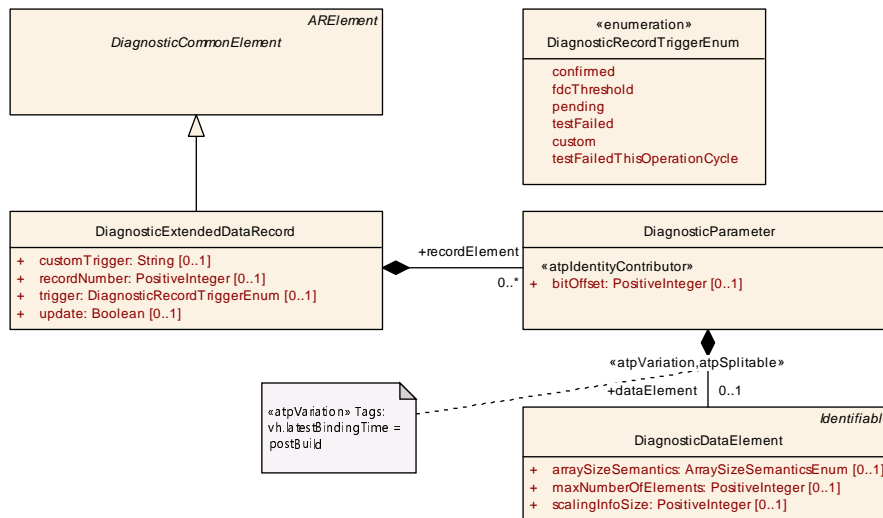 ARElement
DiagnosticCommonElement
«enumeration»
DiagnosticRecordTriggerEnum
confirmed
fdcThreshold
pending
testFailed
custom
testFailedThisOperationCycle
DiagnosticExtendedDataRecord
+ customTrigger: String [0..1]
+ recordNumber: PositiveInteger [0..1]
+ trigger: DiagnosticRecordTriggerEnum [0..1]
+ update: Boolean [0..1]
+recordElement
0..*
DiagnosticParameter
«atpIdentityContributor»
+ bitOffset: PositiveInteger [0..1]
«atpVariation,atpSplitable»
+dataElement 0..1
«atpVariation» Tags:
vh.latestBindingTime =
postBuild
Identifiable
DiagnosticDataElement
+ arraySizeSemantics: ArraySizeSemanticsEnum [0..1]
+ maxNumberOfElements: PositiveInteger [0..1]
+ scalingInfoSize: PositiveInteger [0..1]